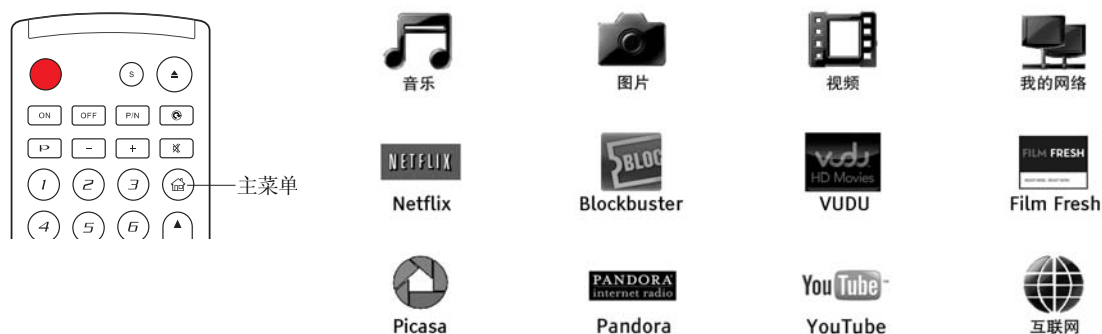 S
ON OFF P/N
P - +
1 2 3
主菜单
4 5 6
音乐
图片
视频
我的网络
NETFLIX
BLOC
vudu
HD Movies
FILM FRESH
Netflix
Blockbuster
VUDU
Film Fresh
PANDORA
internet radio
YouTube
Picasa
Pandora
YouTube
互联网